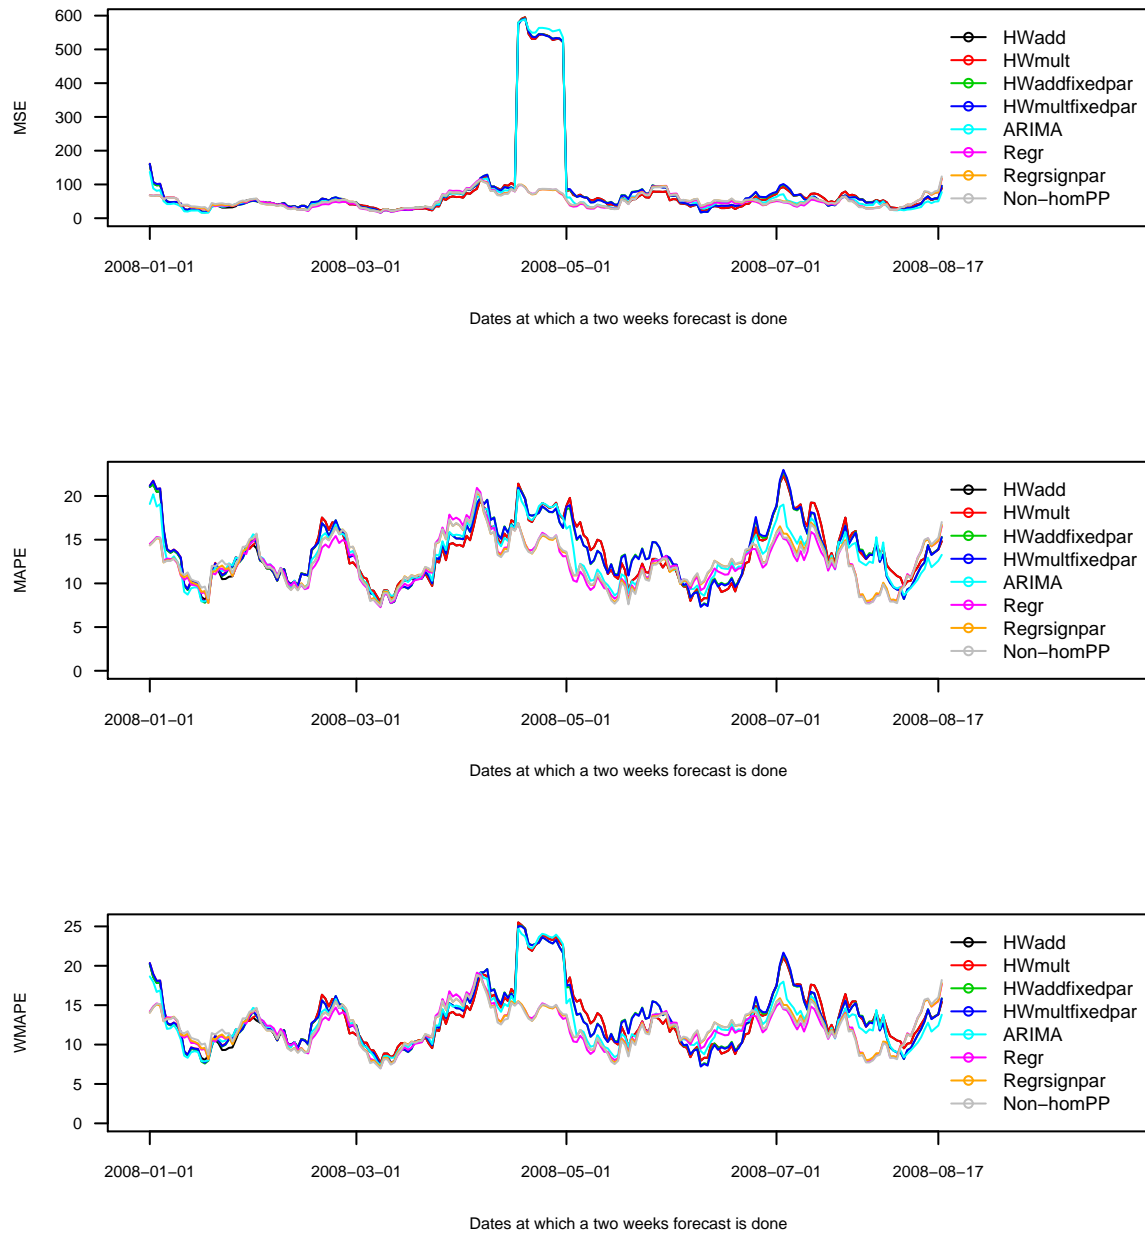 600
500
400
300
200
100
0
MSE
HWadd
HWmult
HWaddfixedpar
HWmultfixedpar
ARIMA
Regr
Regrsignpar
Non−homPP
2008−01−01
2008−03−01
2008−05−01
2008−07−01
2008−08−17
Dates at which a two weeks forecast is done
20
15
10
5
0
MAPE
HWadd
HWmult
HWaddfixedpar
HWmultfixedpar
ARIMA
Regr
Regrsignpar
Non−homPP
2008−01−01
2008−03−01
2008−05−01
2008−07−01
2008−08−17
Dates at which a two weeks forecast is done
25
20
15
10
5
0
WMAPE
HWadd
HWmult
HWaddfixedpar
HWmultfixedpar
ARIMA
Regr
Regrsignpar
Non−homPP
2008−01−01
2008−03−01
2008−05−01
2008−07−01
2008−08−17
Dates at which a two weeks forecast is done